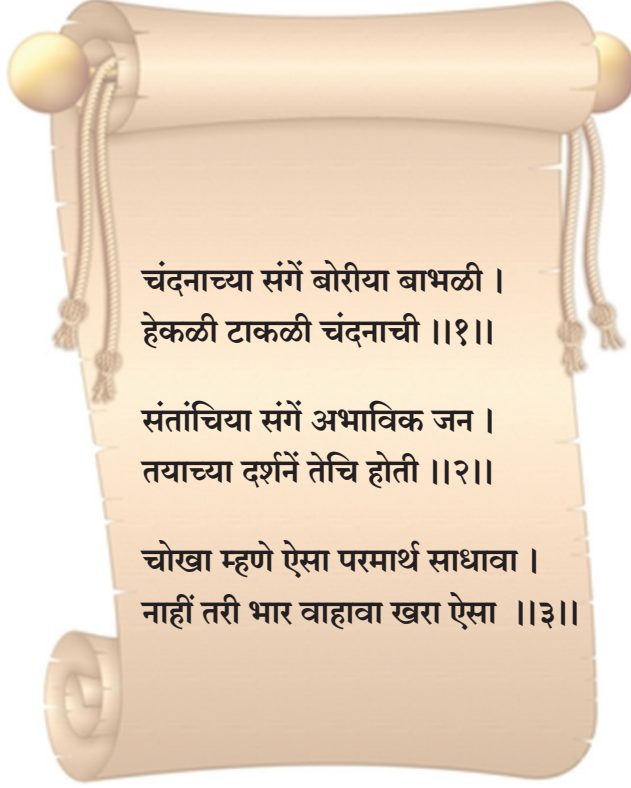 चंदनाच्या संगें बोरीया बाभळी ।
हेकळी टाकळी चंदनाची ।।१।।
संतांचिया संगें अभाविक जन ।
तयाच्या दर्शनें तेचि होती ।।२।।
चोखा म्हणे ऐसा परमार्थ साधावा ।
नाहीं तरी भार वाहावा खरा ऐसा ।।३।।